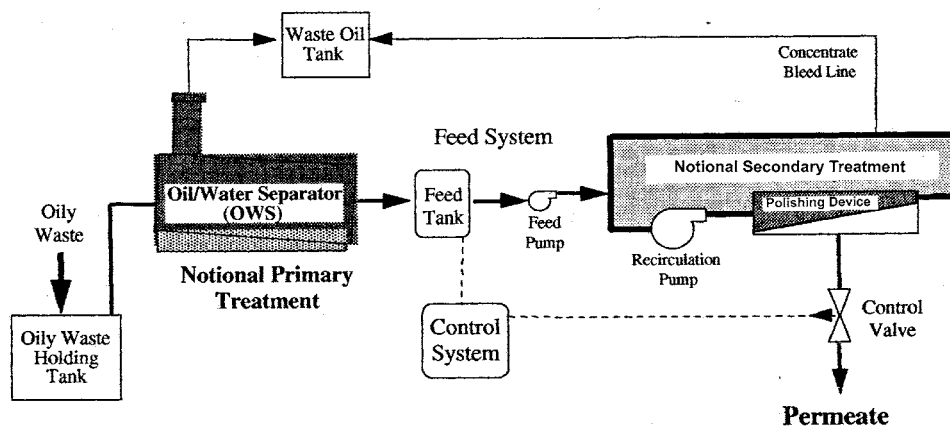 Waste Oil
Tank
Concentrate
Bleed Line
Feed System
Notional Secondary Treatment
Oil/Water Separator
(OWS)
Feed
Tank
Polishing Device
Oily
Waste
Feed
Pump
Recirculation
Pump
Notional Primary
Treatment
Control
System
Control
Valve
Oily Waste
Holding
Tank
Permeate